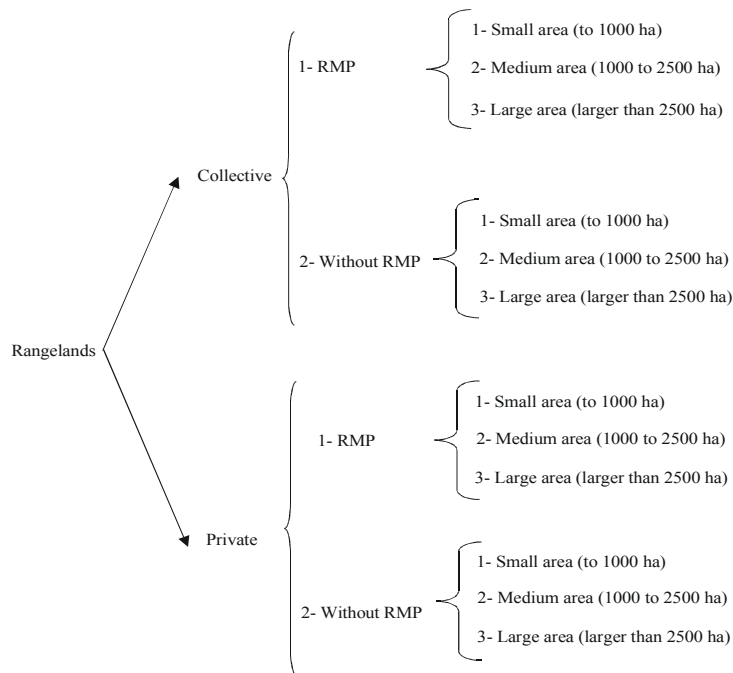 1- Small area (to 1000 ha)
1- RMP
2- Medium area (1000 to 2500 ha)
3- Large area (larger than 2500 ha)
Collective
1- Small area (to 1000 ha)
2- Without RMP
2- Medium area (1000 to 2500 ha)
3- Large area (larger than 2500 ha)
Rangelands
1- Small area (to 1000 ha)
1- RMP
2- Medium area (1000 to 2500 ha)
3- Large area (larger than 2500 ha)
Private
1- Small area (to 1000 ha)
2- Without RMP
2- Medium area (1000 to 2500 ha)
3- Large area (larger than 2500 ha)